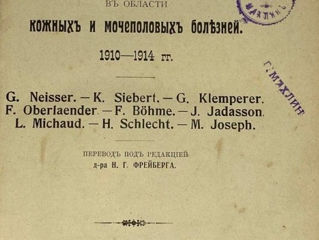 ВЪ ОБЛАСТИ
КОЖНЫХЪ И МОЧЕПОЛОВЫХЪ БОЛѢЗНЕЙ.
1910—1914 гг.
G. Neisser.—K. Siebert.—G. Klemperer.
F. Oberlaender.—F. Böhme.—J. Jadasson.
L. Michaud.—H. Schlecht.—M. Joseph.
ПЕРЕВОДЪ ПОДЪ РЕДАКЦІЕЙ
д-ра Н. Г. ФРЕЙБЕРГА.
Г. МАХЛИН